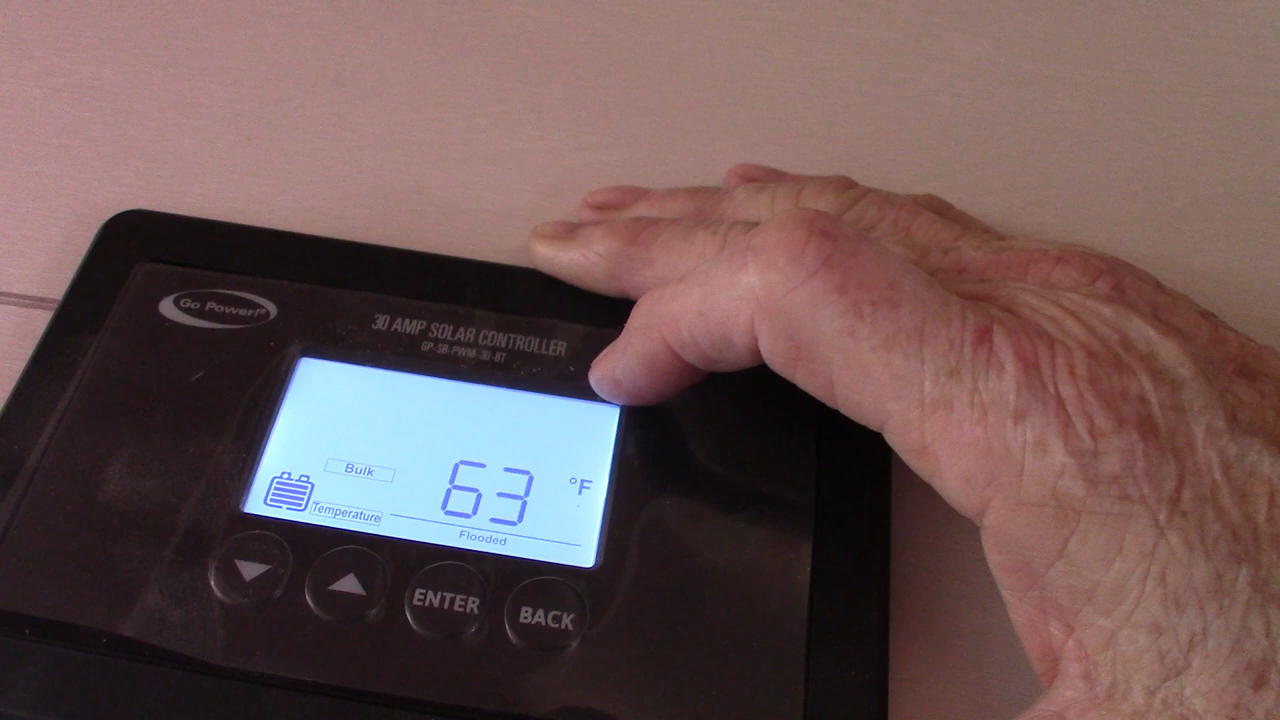 Go Power!®
30 AMP SOLAR CONTROLLER
GP-SB-PWM-30-BT
Bulk
63 °F
Temperature
Flooded
ENTER
BACK